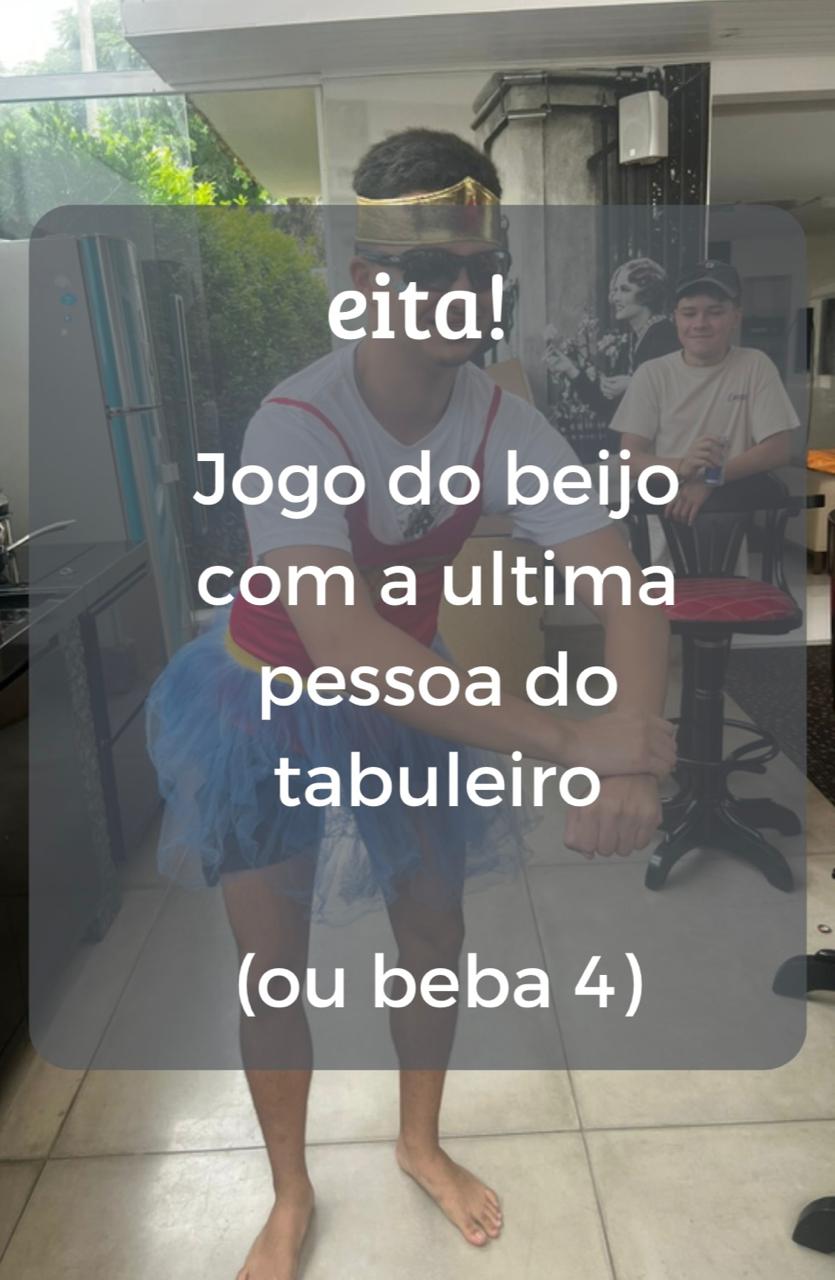 eita!
Jogo do beijo
com a ultima
pessoa do
tabuleiro
(ou beba 4)